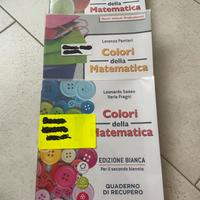 della
Matematica
Lorenzo Pantieri
Colori
della
Matematica
Leonardo Sasso
Ilaria Fragni
Colori
della
Matematica
EDIZIONE BIANCA
Per il secondo biennio
QUADERNO
DI RECUPERO